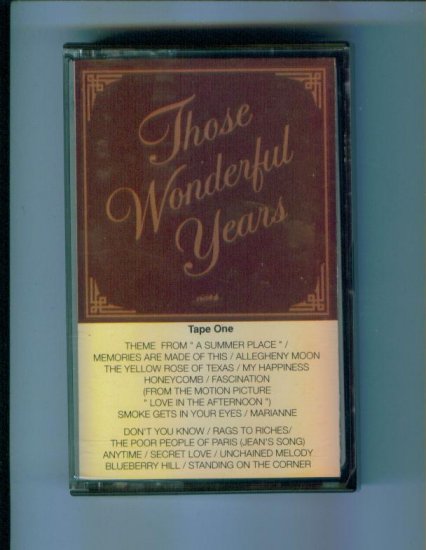 Those
Wonderful
Years
Tape One
THEME FROM " A SUMMER PLACE " /
MEMORIES ARE MADE OF THIS / ALLEGHENY MOON
THE YELLOW ROSE OF TEXAS / MY HAPPINESS
HONEYCOMB / FASCINATION
(FROM THE MOTION PICTURE
" LOVE IN THE AFTERNOON ")
SMOKE GETS IN YOUR EYES / MARIANNE
DON'T YOU KNOW / RAGS TO RICHES/
THE POOR PEOPLE OF PARIS (JEAN'S SONG)
ANYTIME / SECRET LOVE / UNCHAINED MELODY
BLUEBERRY HILL / STANDING ON THE CORNER